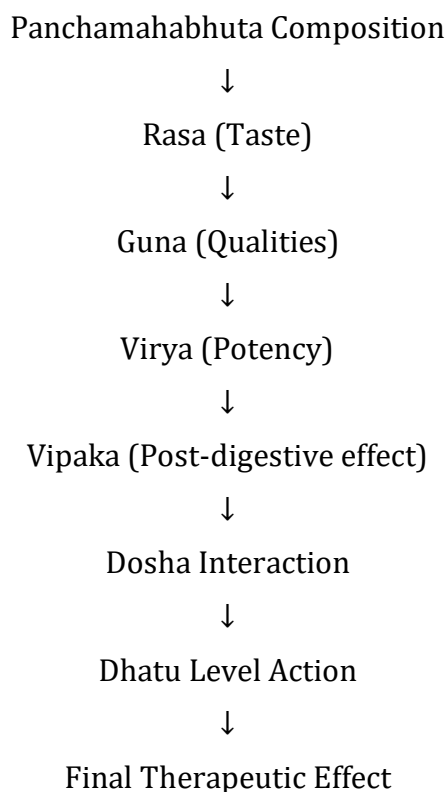 Panchamahabhuta Composition
↓
Rasa (Taste)
↓
Guna (Qualities)
↓
Virya (Potency)
↓
Vipaka (Post-digestive effect)
↓
Dosha Interaction
↓
Dhatu Level Action
↓
Final Therapeutic Effect